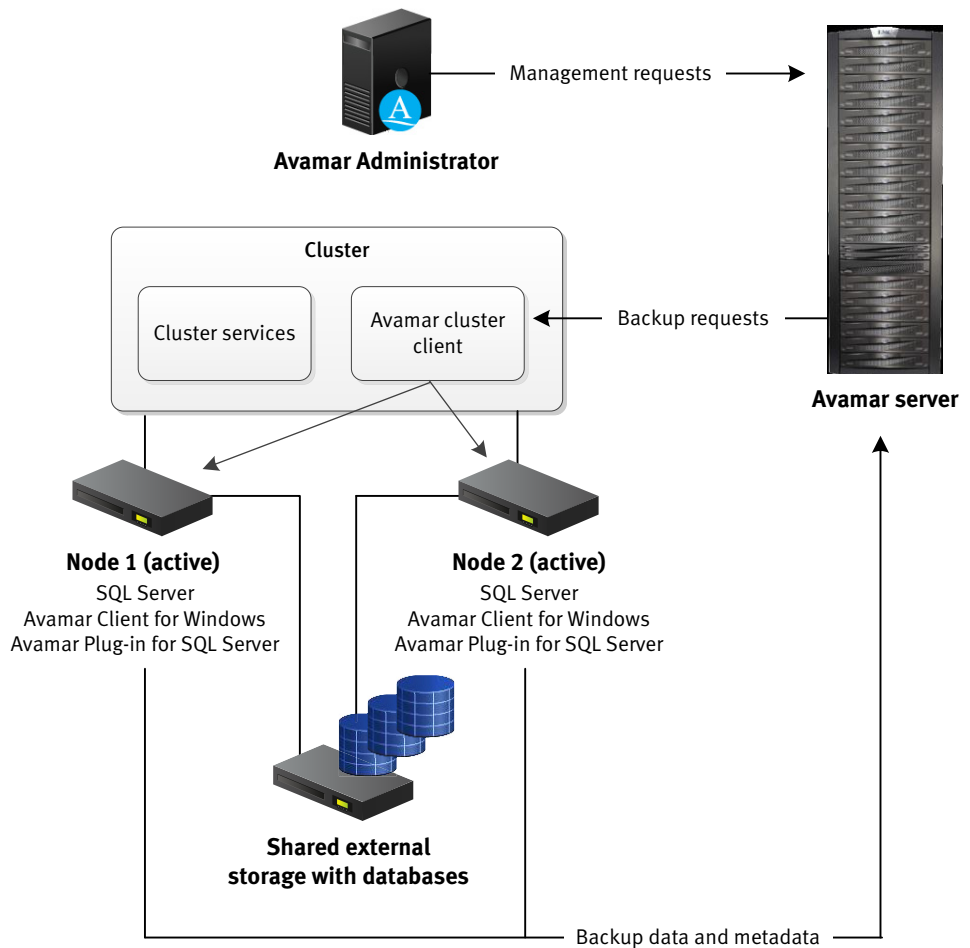 Management requests
Avamar Administrator
Cluster
Cluster services
Avamar cluster
client
Backup requests
Avamar server
Node 1 (active)
SQL Server
Avamar Client for Windows
Avamar Plug-in for SQL Server
Node 2 (active)
SQL Server
Avamar Client for Windows
Avamar Plug-in for SQL Server
Shared external
storage with databases
Backup data and metadata